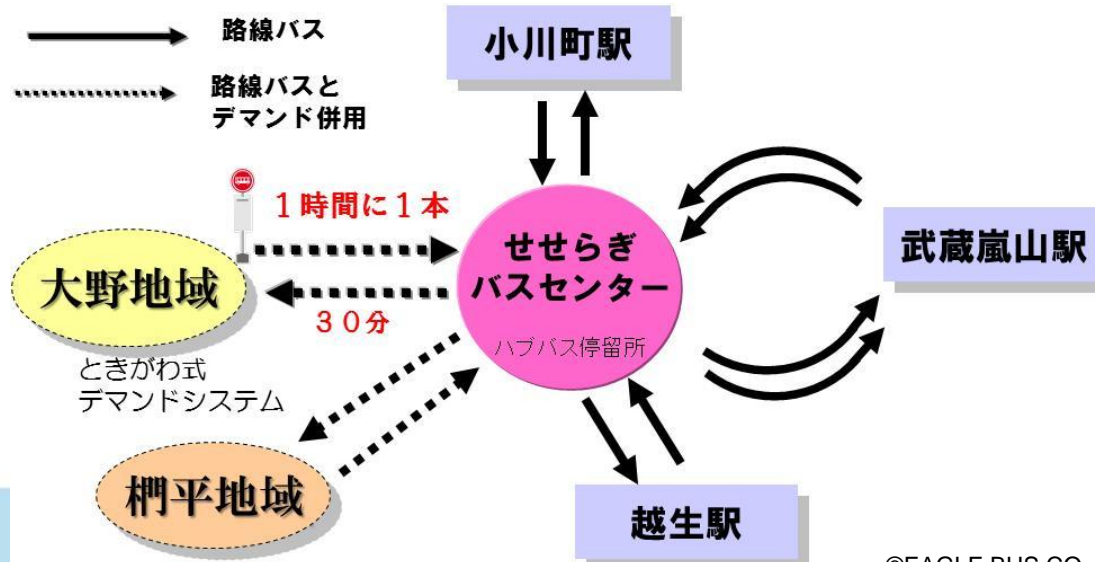 路線バス
路線バスと
デマンド併用
小川町駅
1時間に1本
せせらぎ
バスセンター
ハブバス停留所
武蔵嵐山駅
大野地域
30分
ときがわ式
デマンドシステム
椚平地域
越生駅
©EAGLE BUS CO